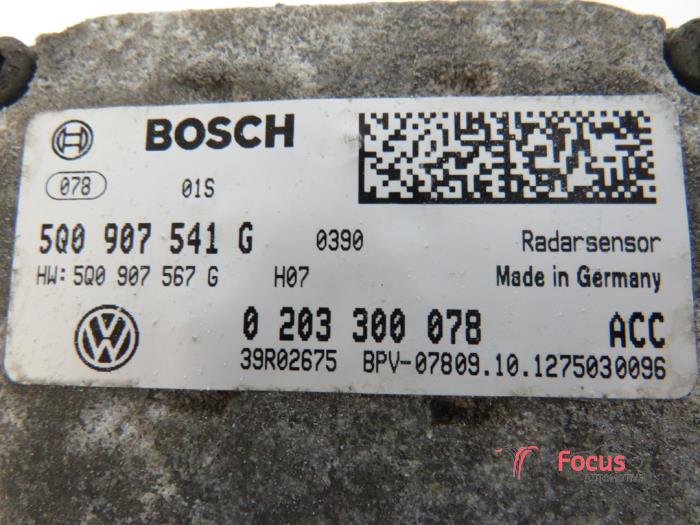 BOSCH
078 01S
5Q0 907 541 G 0390 Radarsensor
HW: 5Q0 907 567 G H07 Made in Germany
0 203 300 078 ACC
39R02675 BPV-07809.10.1275030096
Focus
AUTOMOTIVE